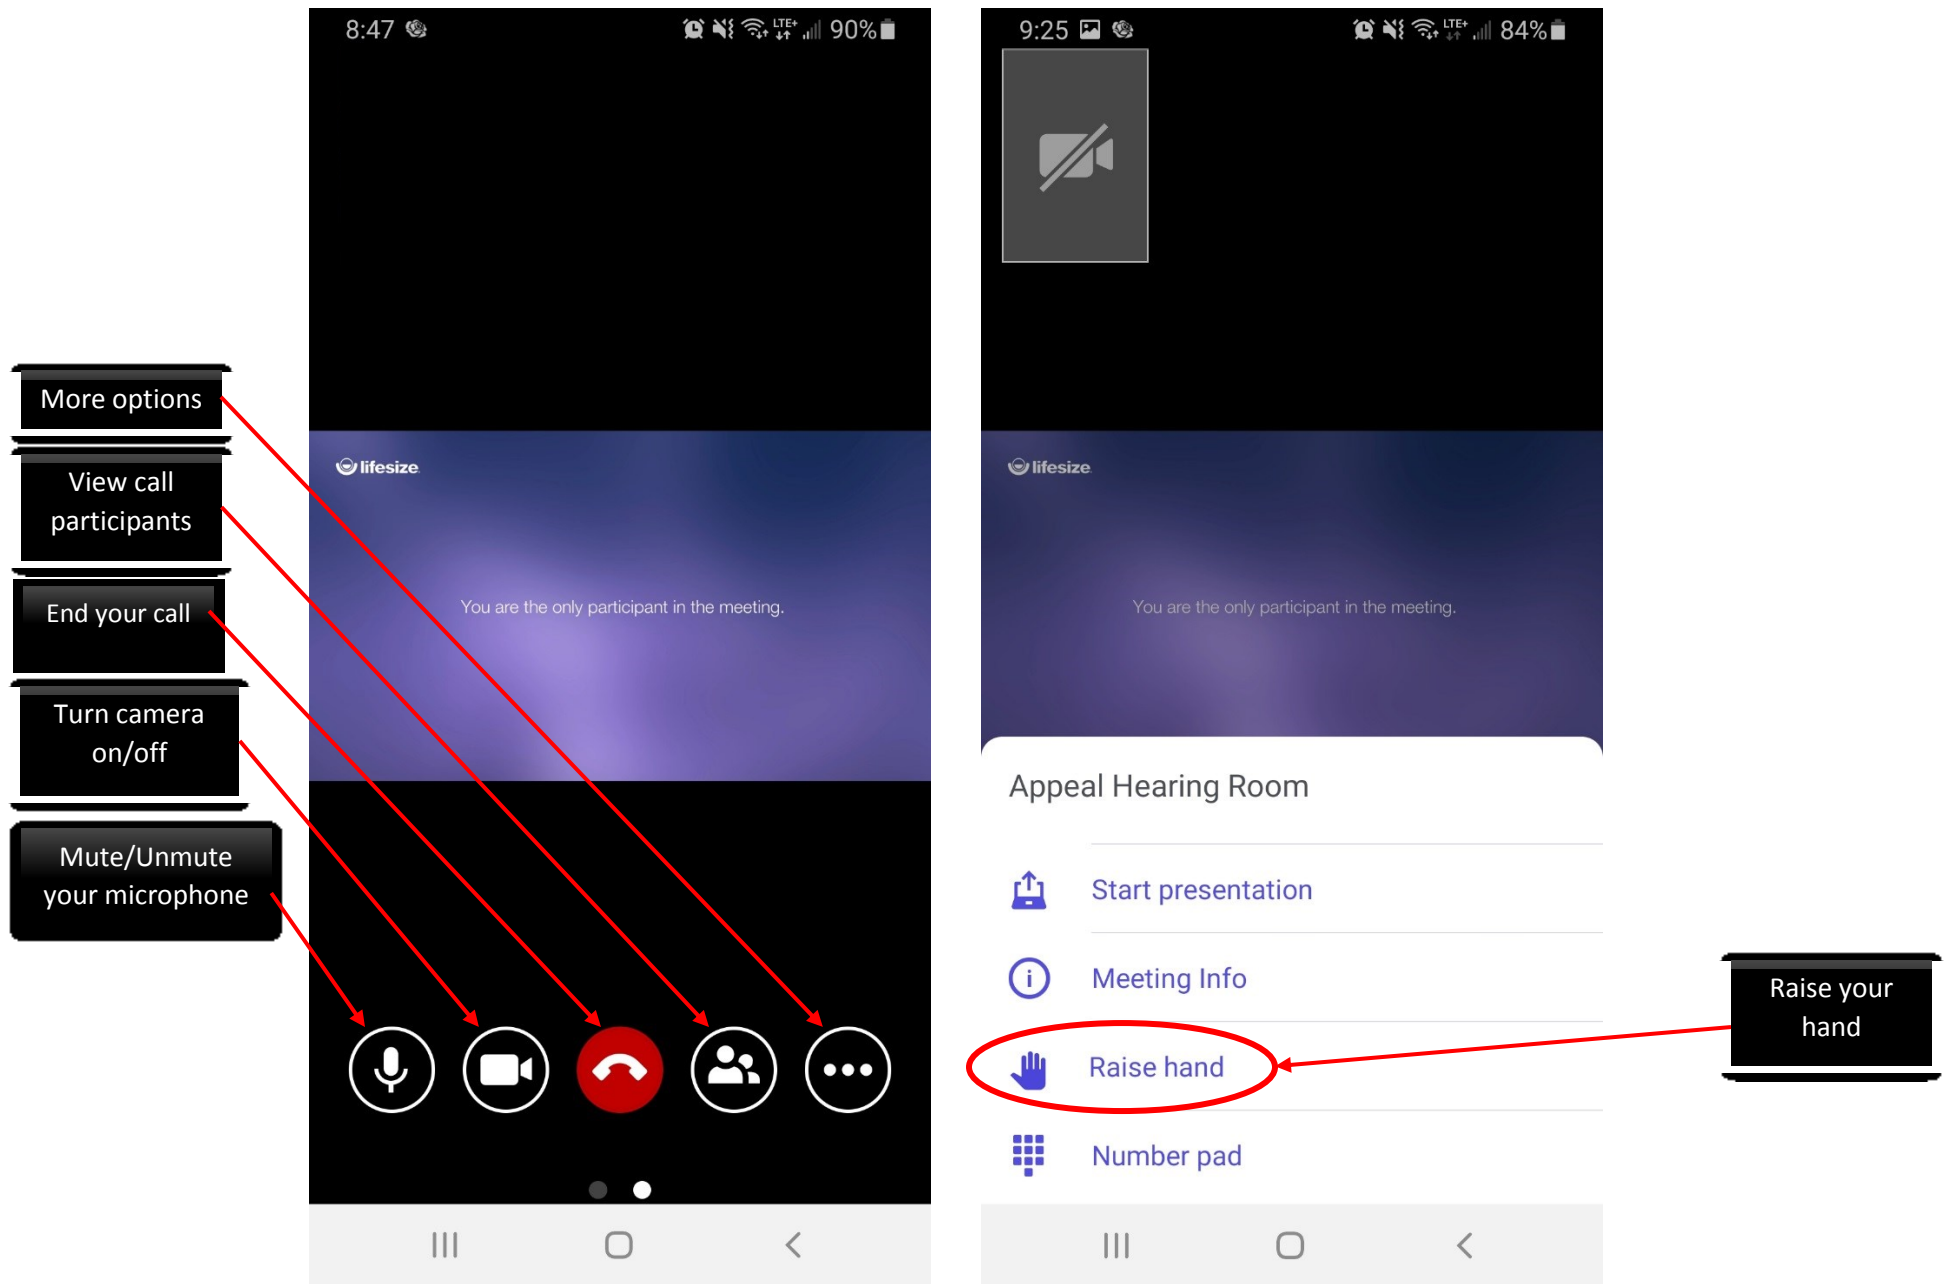 8:47
LTE+
90%
9:25
LTE+
84%
More options
View call
participants
End your call
Turn camera
on/off
Mute/Unmute
your microphone
lifesize
You are the only participant in the meeting.
lifesize
You are the only participant in the meeting.
Appeal Hearing Room
Start presentation
Meeting Info
Raise hand
Number pad
Raise your
hand